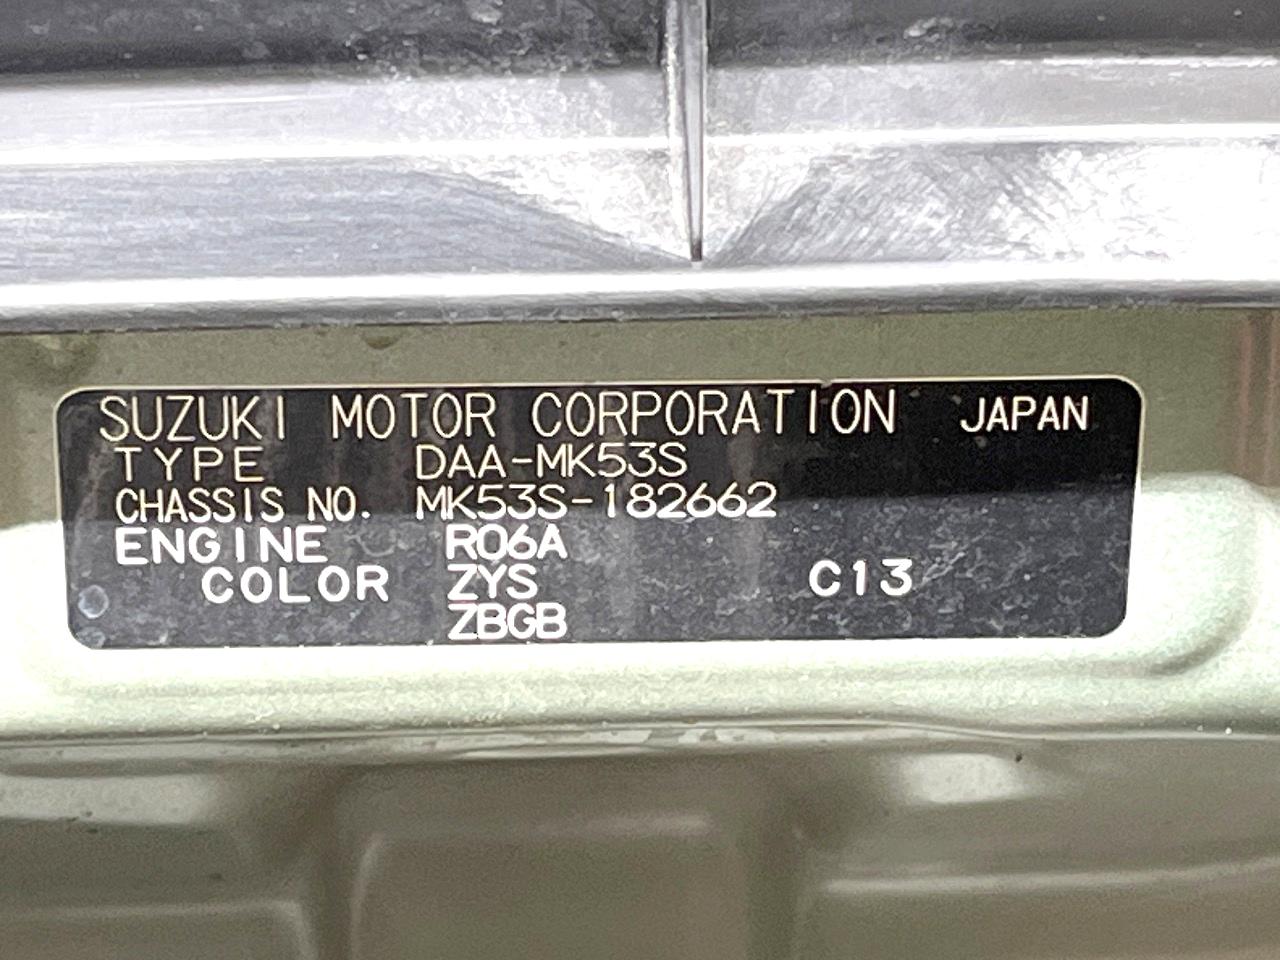 SUZUKI MOTOR CORPORATION JAPAN
TYPE DAA-MK53S
CHASSIS NO. MK53S-182662
ENGINE R06A
COLOR ZYS C13
ZBGB